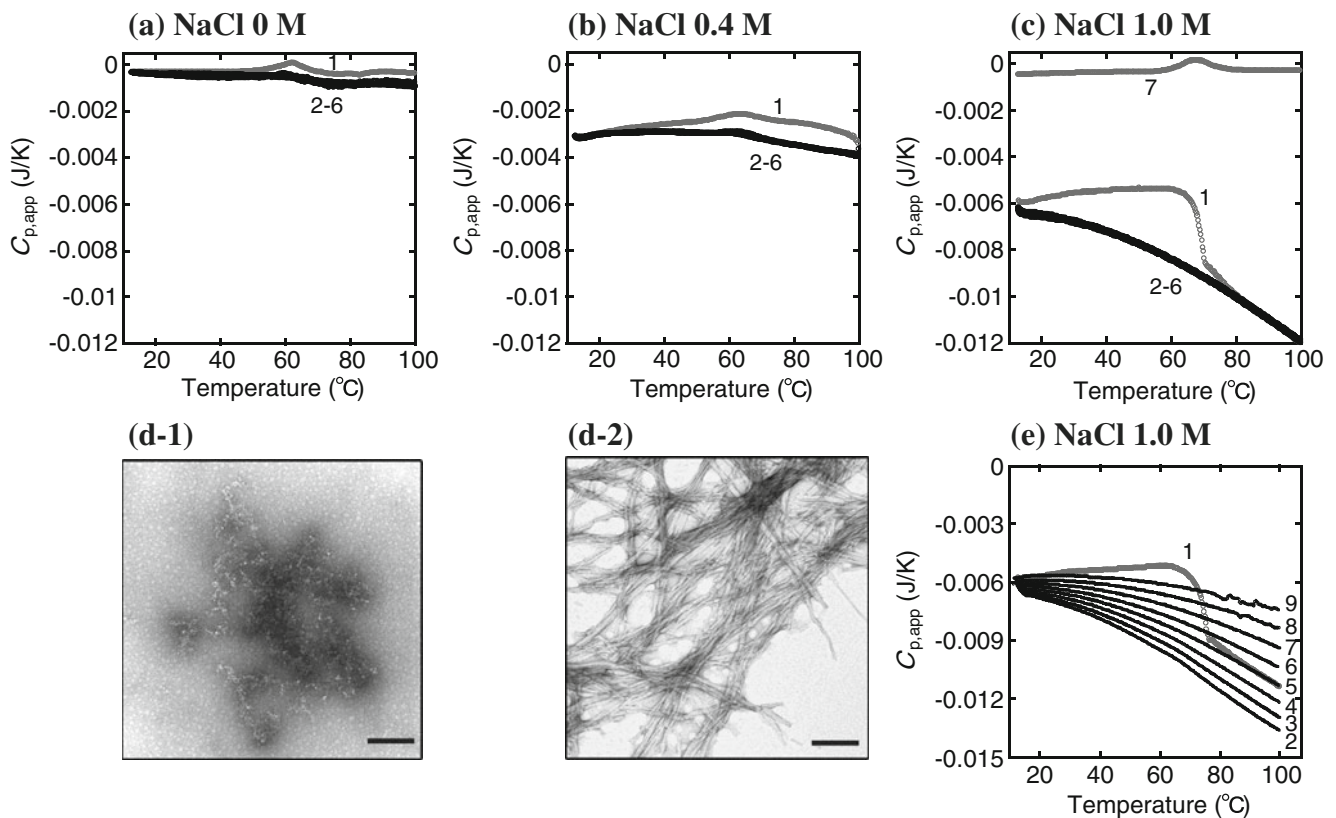 (a) NaCl 0 M
0
-0.002
-0.004
-0.006
-0.008
-0.01
-0.012
Cp,app (J/K)
1
2-6
20 40 60 80 100
Temperature (℃)
(b) NaCl 0.4 M
0
-0.002
-0.004
-0.006
-0.008
-0.01
-0.012
Cp,app (J/K)
1
2-6
20 40 60 80 100
Temperature (℃)
(c) NaCl 1.0 M
0
-0.002
-0.004
-0.006
-0.008
-0.01
-0.012
Cp,app (J/K)
7
1
2-6
20 40 60 80 100
Temperature (℃)
(d-1)
(d-2)
(e) NaCl 1.0 M
0
-0.003
-0.006
-0.009
-0.012
-0.015
Cp,app (J/K)
1
9
8
7
6
5
4
3
2
20 40 60 80 100
Temperature (℃)